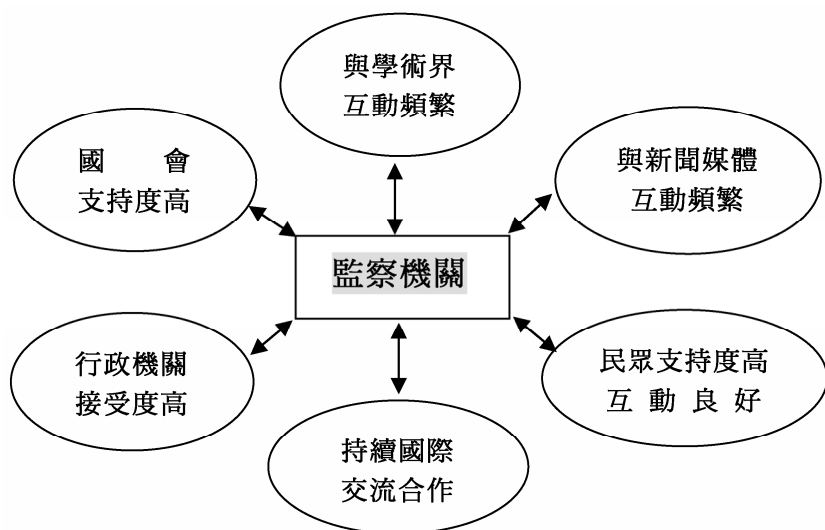 與學術界
互動頻繁
國　　會
支持度高
與新聞媒體
互動頻繁
監察機關
行政機關
接受度高
民眾支持度高
互 動 良 好
持續國際
交流合作